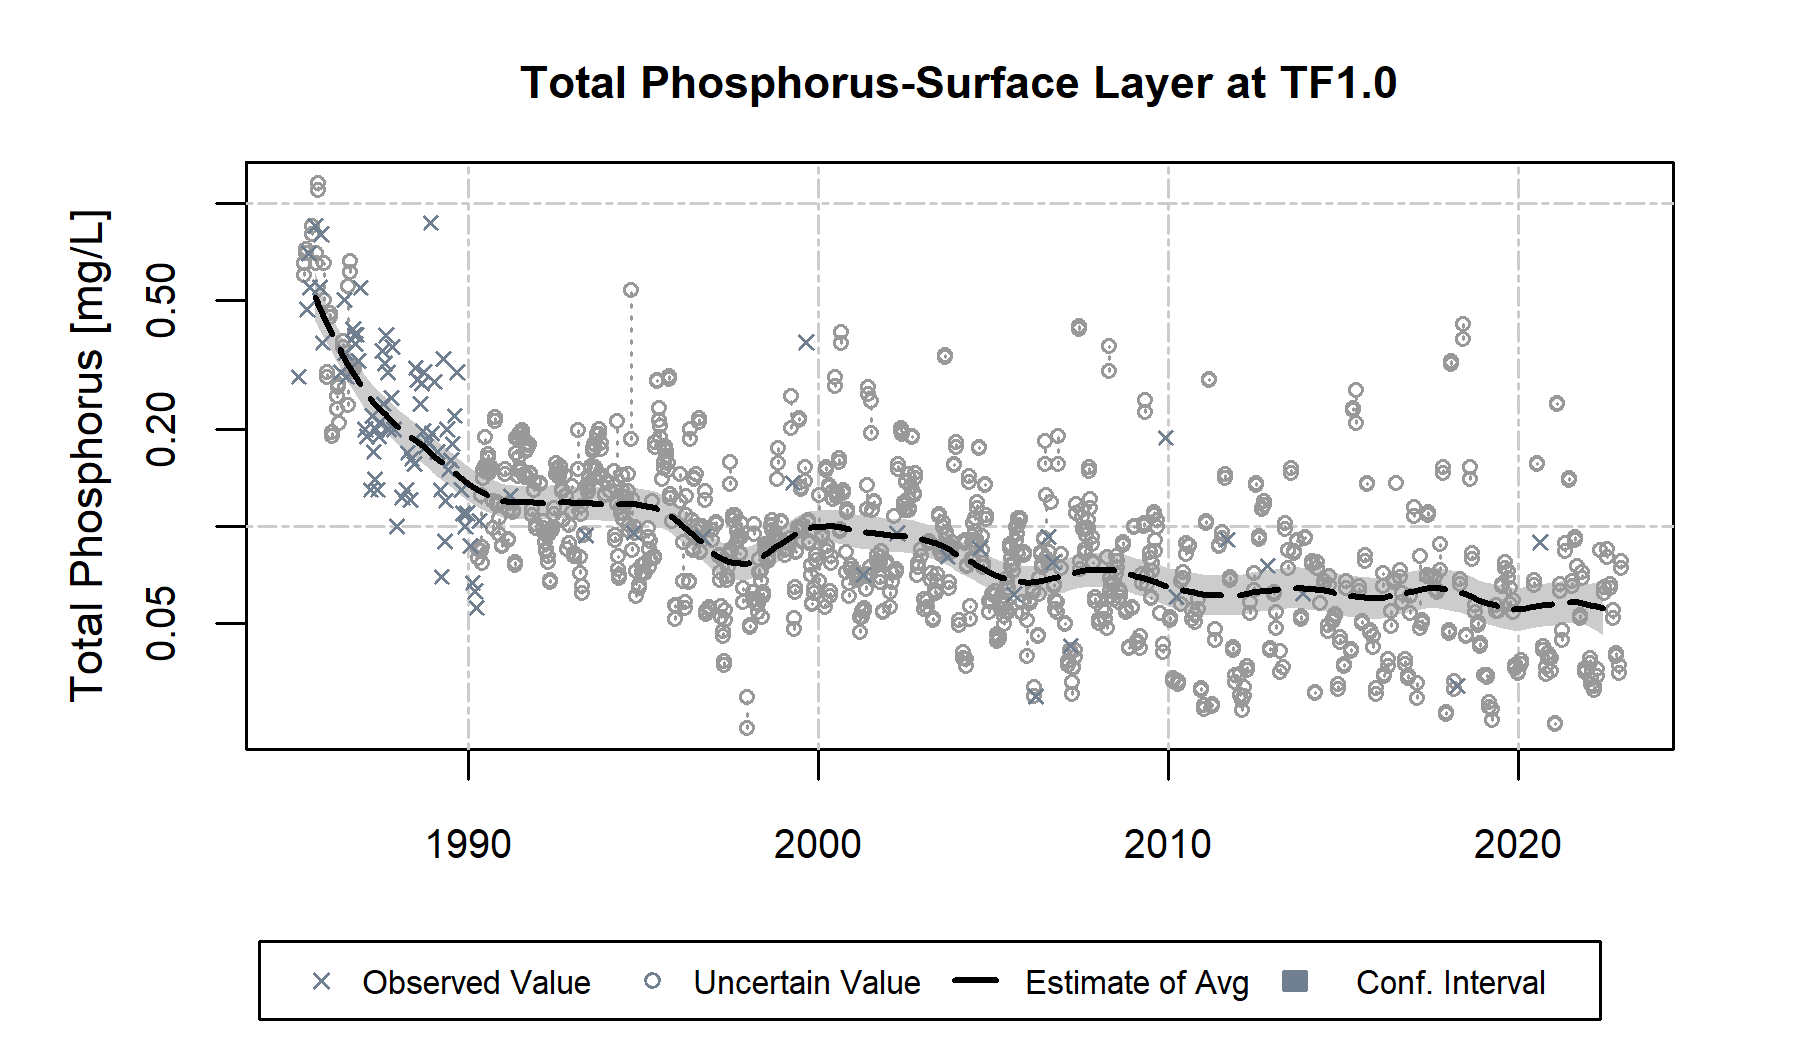 Total Phosphorus-Surface Layer at TF1.0
Total Phosphorus [mg/L]
0.50
0.20
0.05
1990 2000 2010 2020
Observed Value Uncertain Value Estimate of Avg Conf. Interval